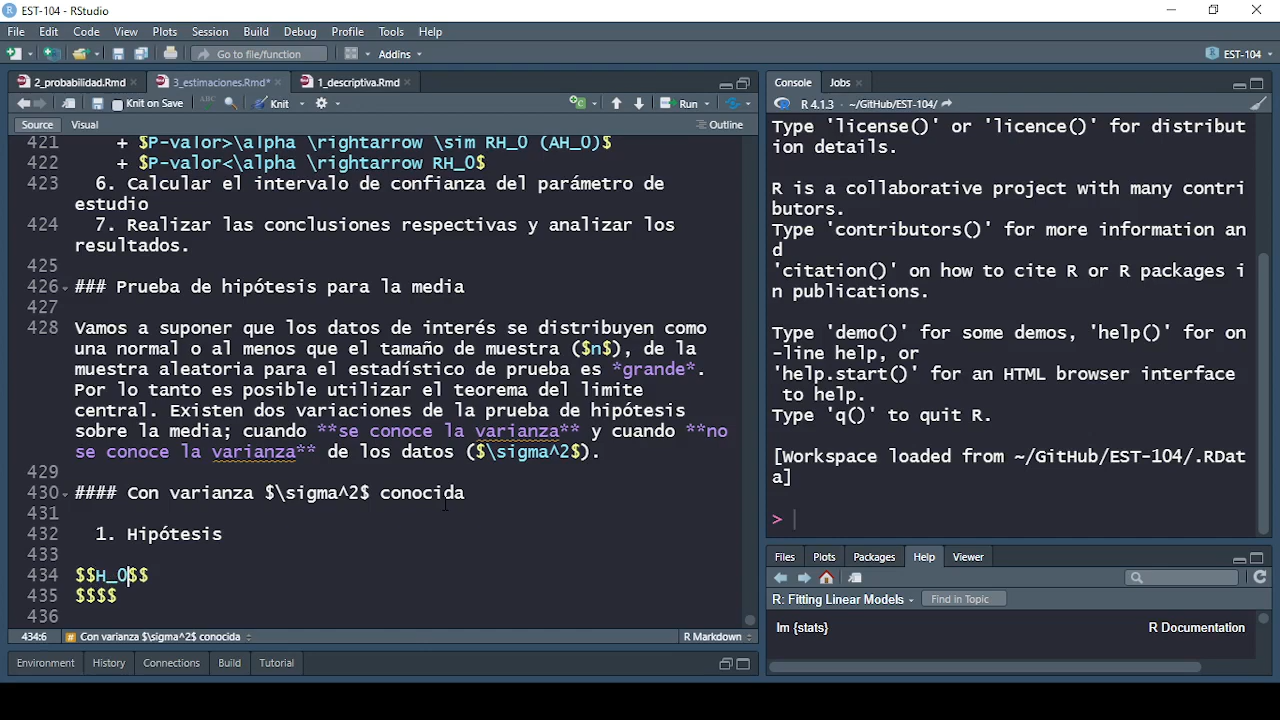 EST-104 - RStudio
File Edit Code View Plots Session Build Debug Profile Tools Help
Go to file/function Addins EST-104
2_probabilidad.Rmd 3_estimaciones.Rmd* 1_descriptiva.Rmd
Knit on Save ABC Knit Run
Source Visual Outline
421 + $P-valor>\alpha \rightarrow \sim RH_0 (AH_0)$
422 + $P-valor<\alpha \rightarrow RH_0$
423 6. Calcular el intervalo de confianza del parámetro de
estudio
424 7. Realizar las conclusiones respectivas y analizar los
resultados.
425
426 ### Prueba de hipótesis para la media
427
428 Vamos a suponer que los datos de interés se distribuyen como
una normal o al menos que el tamaño de muestra ($n$), de la
muestra aleatoria para el estadístico de prueba es *grande*.
Por lo tanto es posible utilizar el teorema del limite
central. Existen dos variaciones de la prueba de hipótesis
sobre la media; cuando **se conoce la varianza** y cuando **no
se conoce la varianza** de los datos ($\sigma^2$).
429
430 #### Con varianza $\sigma^2$ conocida
431
432 1. Hipótesis
433
434 $$H_0$$
435 $$$$
436
434:6 # Con varianza $\sigma^2$ conocida R Markdown
Environment History Connections Build Tutorial
Console Jobs
R 4.1.3 · ~/GitHub/EST-104/
Type 'license()' or 'licence()' for distribut
ion details.
R is a collaborative project with many contri
butors.
Type 'contributors()' for more information an
d
'citation()' on how to cite R or R packages i
n publications.
Type 'demo()' for some demos, 'help()' for on
-line help, or
'help.start()' for an HTML browser interface
to help.
Type 'q()' to quit R.
[Workspace loaded from ~/GitHub/EST-104/.RDat
a]
>
Files Plots Packages Help Viewer
R: Fitting Linear Models Find in Topic
lm {stats} R Documentation